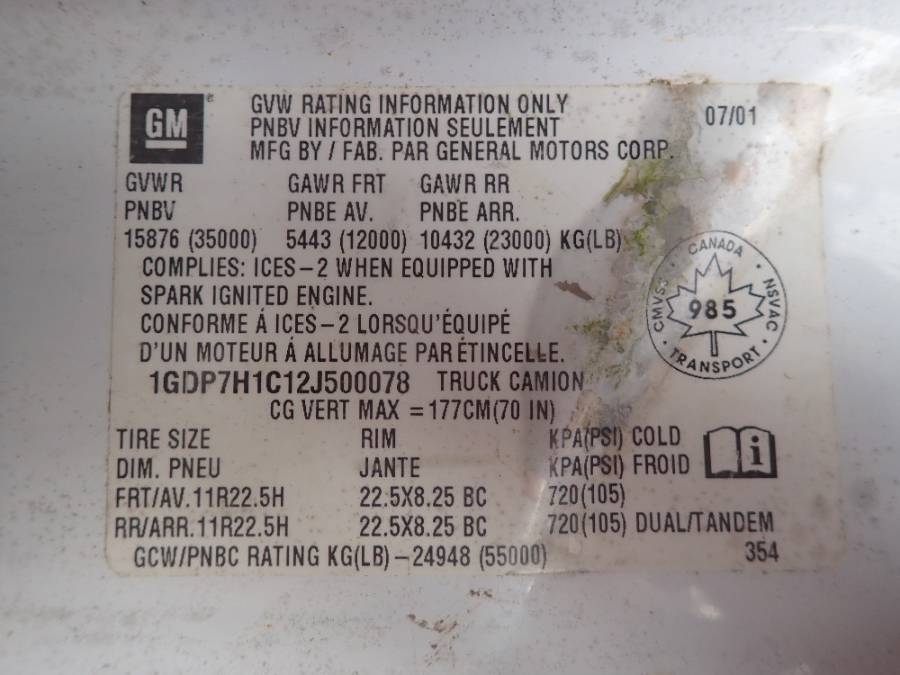 GM®
GVW RATING INFORMATION ONLY 07/01
PNBV INFORMATION SEULEMENT
MFG BY / FAB. PAR GENERAL MOTORS CORP.
GVWR GAWR FRT GAWR RR
PNBV PNBE AV. PNBE ARR.
15876 (35000) 5443 (12000) 10432 (23000) KG(LB)
COMPLIES: ICES-2 WHEN EQUIPPED WITH
SPARK IGNITED ENGINE.
CONFORME À ICES-2 LORSQU'ÉQUIPÉ
D'UN MOTEUR À ALLUMAGE PAR ÉTINCELLE.
CANADA
CMVSS 985 NSVAC
TRANSPORT
1GDP7H1C12J500078 TRUCK CAMION
CG VERT MAX = 177CM(70 IN)
TIRE SIZE RIM KPA(PSI) COLD
DIM. PNEU JANTE KPA(PSI) FROID
FRT/AV.11R22.5H 22.5X8.25 BC 720(105)
RR/ARR.11R22.5H 22.5X8.25 BC 720(105) DUAL/TANDEM
GCW/PNBC RATING KG(LB)-24948 (55000) 354